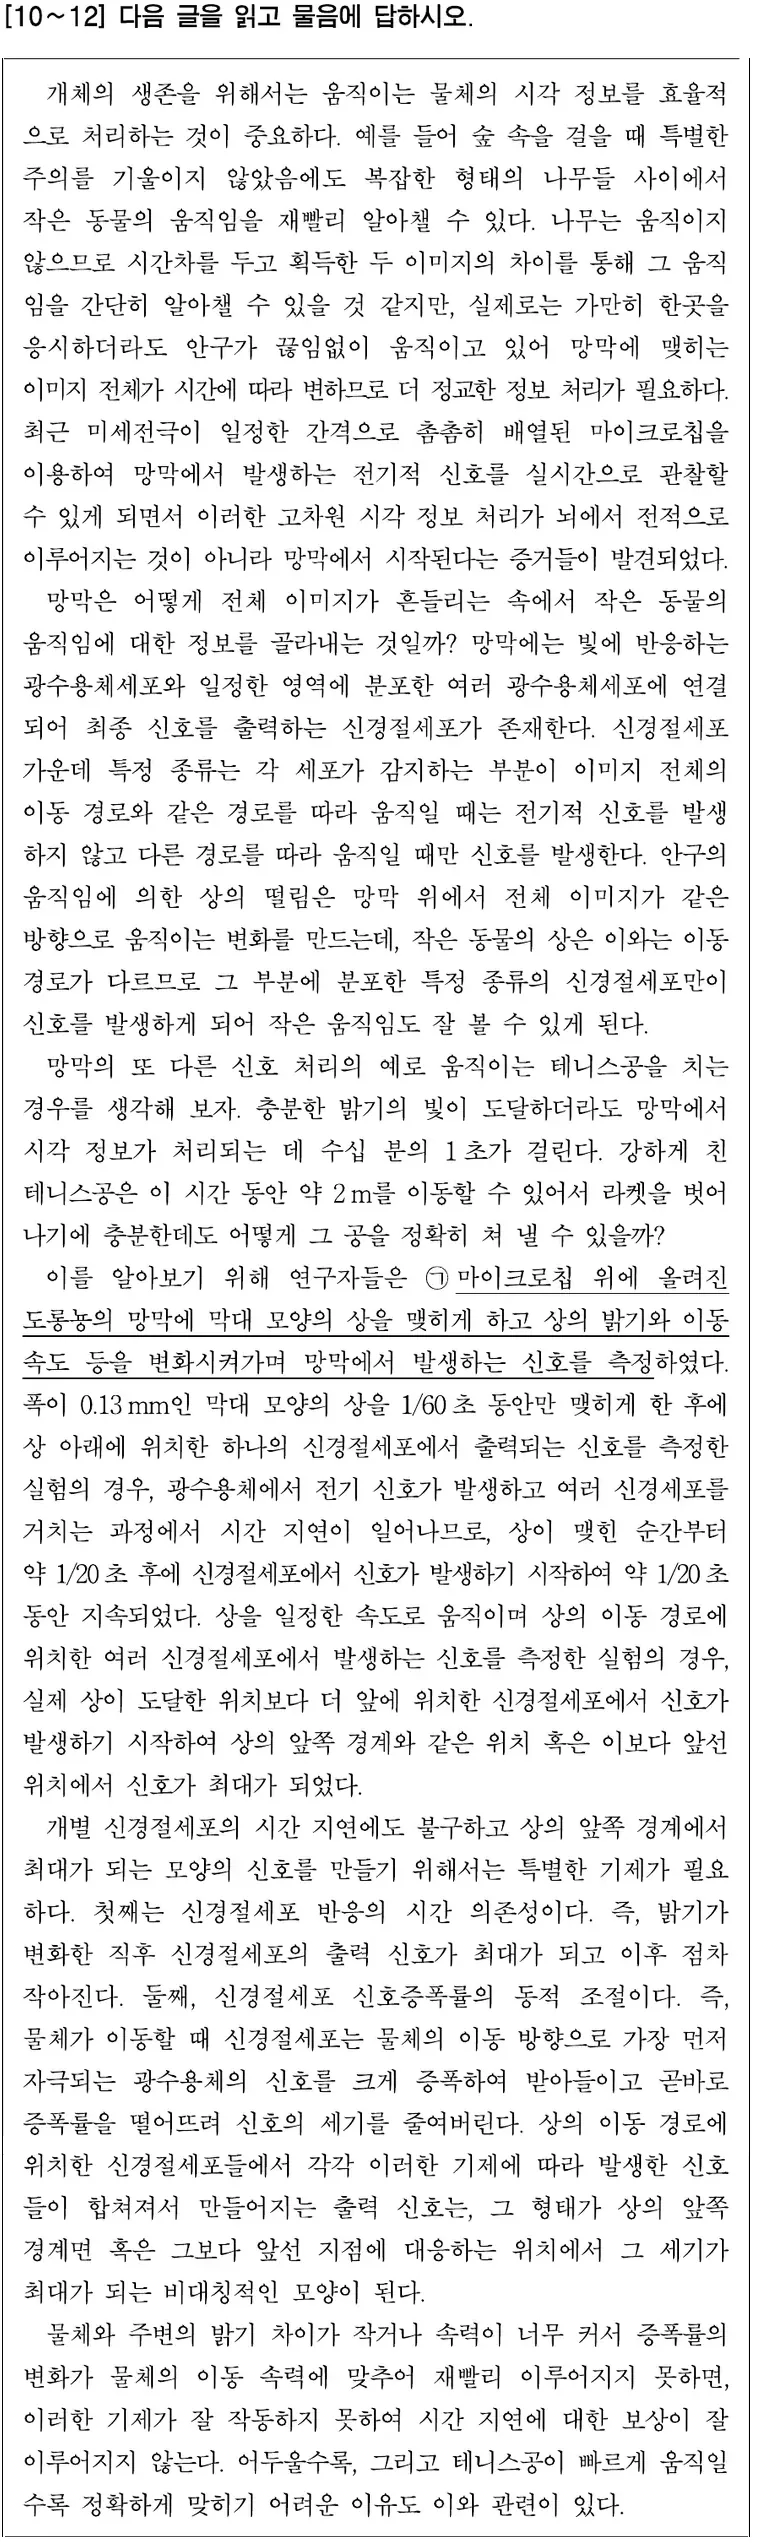 [10~12] 다음 글을 읽고 물음에 답하시오.
개체의 생존을 위해서는 움직이는 물체의 시각 정보를 효율적
으로 처리하는 것이 중요하다. 예를 들어 숲 속을 걸을 때 특별한
주의를 기울이지 않았음에도 복잡한 형태의 나무들 사이에서
작은 동물의 움직임을 재빨리 알아챌 수 있다. 나무는 움직이지
않으므로 시간차를 두고 획득한 두 이미지의 차이를 통해 그 움직
임을 간단히 알아챌 수 있을 것 같지만, 실제로는 가만히 한곳을
응시하더라도 안구가 끊임없이 움직이고 있어 망막에 맺히는
이미지 전체가 시간에 따라 변하므로 더 정교한 정보 처리가 필요하다.
최근 미세전극이 일정한 간격으로 촘촘히 배열된 마이크로칩을
이용하여 망막에서 발생하는 전기적 신호를 실시간으로 관찰할
수 있게 되면서 이러한 고차원 시각 정보 처리가 뇌에서 전적으로
이루어지는 것이 아니라 망막에서 시작된다는 증거들이 발견되었다.
망막은 어떻게 전체 이미지가 흔들리는 속에서 작은 동물의
움직임에 대한 정보를 골라내는 것일까? 망막에는 빛에 반응하는
광수용체세포와 일정한 영역에 분포한 여러 광수용체세포에 연결
되어 최종 신호를 출력하는 신경절세포가 존재한다. 신경절세포
가운데 특정 종류는 각 세포가 감지하는 부분이 이미지 전체의
이동 경로와 같은 경로를 따라 움직일 때는 전기적 신호를 발생
하지 않고 다른 경로를 따라 움직일 때만 신호를 발생한다. 안구의
움직임에 의한 상의 떨림은 망막 위에서 전체 이미지가 같은
방향으로 움직이는 변화를 만드는데, 작은 동물의 상은 이와는 이동
경로가 다르므로 그 부분에 분포한 특정 종류의 신경절세포만이
신호를 발생하게 되어 작은 움직임도 잘 볼 수 있게 된다.
망막의 또 다른 신호 처리의 예로 움직이는 테니스공을 치는
경우를 생각해 보자. 충분한 밝기의 빛이 도달하더라도 망막에서
시각 정보가 처리되는 데 수십 분의 1초가 걸린다. 강하게 친
테니스공은 이 시간 동안 약 2m를 이동할 수 있어서 라켓을 벗어
나기에 충분한데도 어떻게 그 공을 정확히 쳐 낼 수 있을까?
이를 알아보기 위해 연구자들은 ㉠마이크로칩 위에 올려진
도롱뇽의 망막에 막대 모양의 상을 맺히게 하고 상의 밝기와 이동
속도 등을 변화시켜가며 망막에서 발생하는 신호를 측정하였다.
폭이 0.13mm인 막대 모양의 상을 1/60초 동안만 맺히게 한 후에
상 아래에 위치한 하나의 신경절세포에서 출력되는 신호를 측정한
실험의 경우, 광수용체에서 전기 신호가 발생하고 여러 신경세포를
거치는 과정에서 시간 지연이 일어나므로, 상이 맺힌 순간부터
약 1/20초 후에 신경절세포에서 신호가 발생하기 시작하여 약 1/20초
동안 지속되었다. 상을 일정한 속도로 움직이며 상의 이동 경로에
위치한 여러 신경절세포에서 발생하는 신호를 측정한 실험의 경우,
실제 상이 도달한 위치보다 더 앞에 위치한 신경절세포에서 신호가
발생하기 시작하여 상의 앞쪽 경계와 같은 위치 혹은 이보다 앞선
위치에서 신호가 최대가 되었다.
개별 신경절세포의 시간 지연에도 불구하고 상의 앞쪽 경계에서
최대가 되는 모양의 신호를 만들기 위해서는 특별한 기제가 필요
하다. 첫째는 신경절세포 반응의 시간 의존성이다. 즉, 밝기가
변화한 직후 신경절세포의 출력 신호가 최대가 되고 이후 점차
작아진다. 둘째, 신경절세포 신호증폭률의 동적 조절이다. 즉,
물체가 이동할 때 신경절세포는 물체의 이동 방향으로 가장 먼저
자극되는 광수용체의 신호를 크게 증폭하여 받아들이고 곧바로
증폭률을 떨어뜨려 신호의 세기를 줄여버린다. 상의 이동 경로에
위치한 신경절세포들에서 각각 이러한 기제에 따라 발생한 신호
들이 합쳐져서 만들어지는 출력 신호는, 그 형태가 상의 앞쪽
경계면 혹은 그보다 앞선 지점에 대응하는 위치에서 그 세기가
최대가 되는 비대칭적인 모양이 된다.
물체와 주변의 밝기 차이가 작거나 속력이 너무 커서 증폭률의
변화가 물체의 이동 속력에 맞추어 재빨리 이루어지지 못하면,
이러한 기제가 잘 작동하지 못하여 시간 지연에 대한 보상이 잘
이루어지지 않는다. 어두울수록, 그리고 테니스공이 빠르게 움직일
수록 정확하게 맞히기 어려운 이유도 이와 관련이 있다.